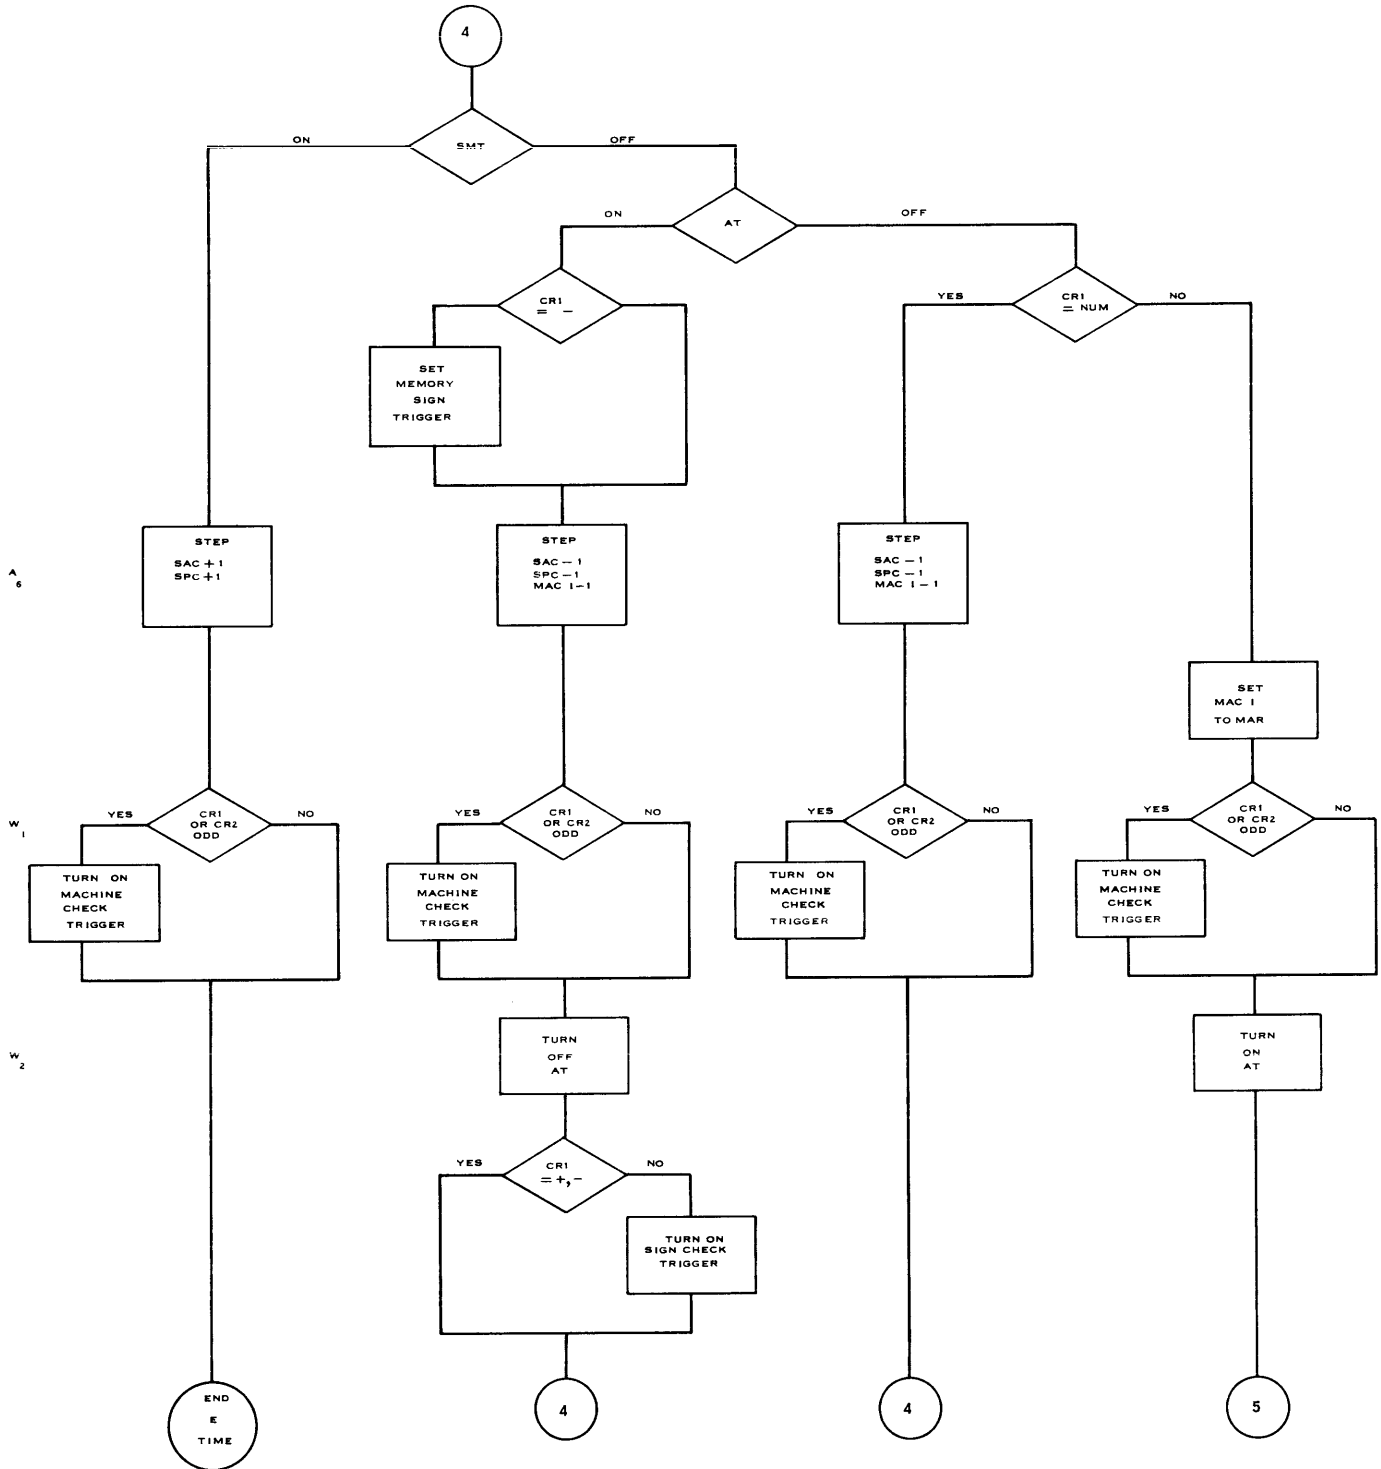 4
SMT
ON
OFF
AT
ON
OFF
CR1
= -
CR1
= NUM
YES
NO
SET
MEMORY
SIGN
TRIGGER
A
6
STEP
SAC + 1
SPC + 1
STEP
SAC - 1
SPC - 1
MAC I - 1
STEP
SAC - 1
SPC - 1
MAC I - 1
SET
MAC I
TO MAR
W
1
YES
CR1
OR CR2
ODD
NO
YES
CR1
OR CR2
ODD
NO
YES
CR1
OR CR2
ODD
NO
YES
CR1
OR CR2
ODD
NO
TURN ON
MACHINE
CHECK
TRIGGER
TURN ON
MACHINE
CHECK
TRIGGER
TURN ON
MACHINE
CHECK
TRIGGER
TURN ON
MACHINE
CHECK
TRIGGER
W
2
TURN
OFF
AT
TURN
ON
AT
YES
CR1
= +, -
NO
TURN ON
SIGN CHECK
TRIGGER
END
E
TIME
4
4
5